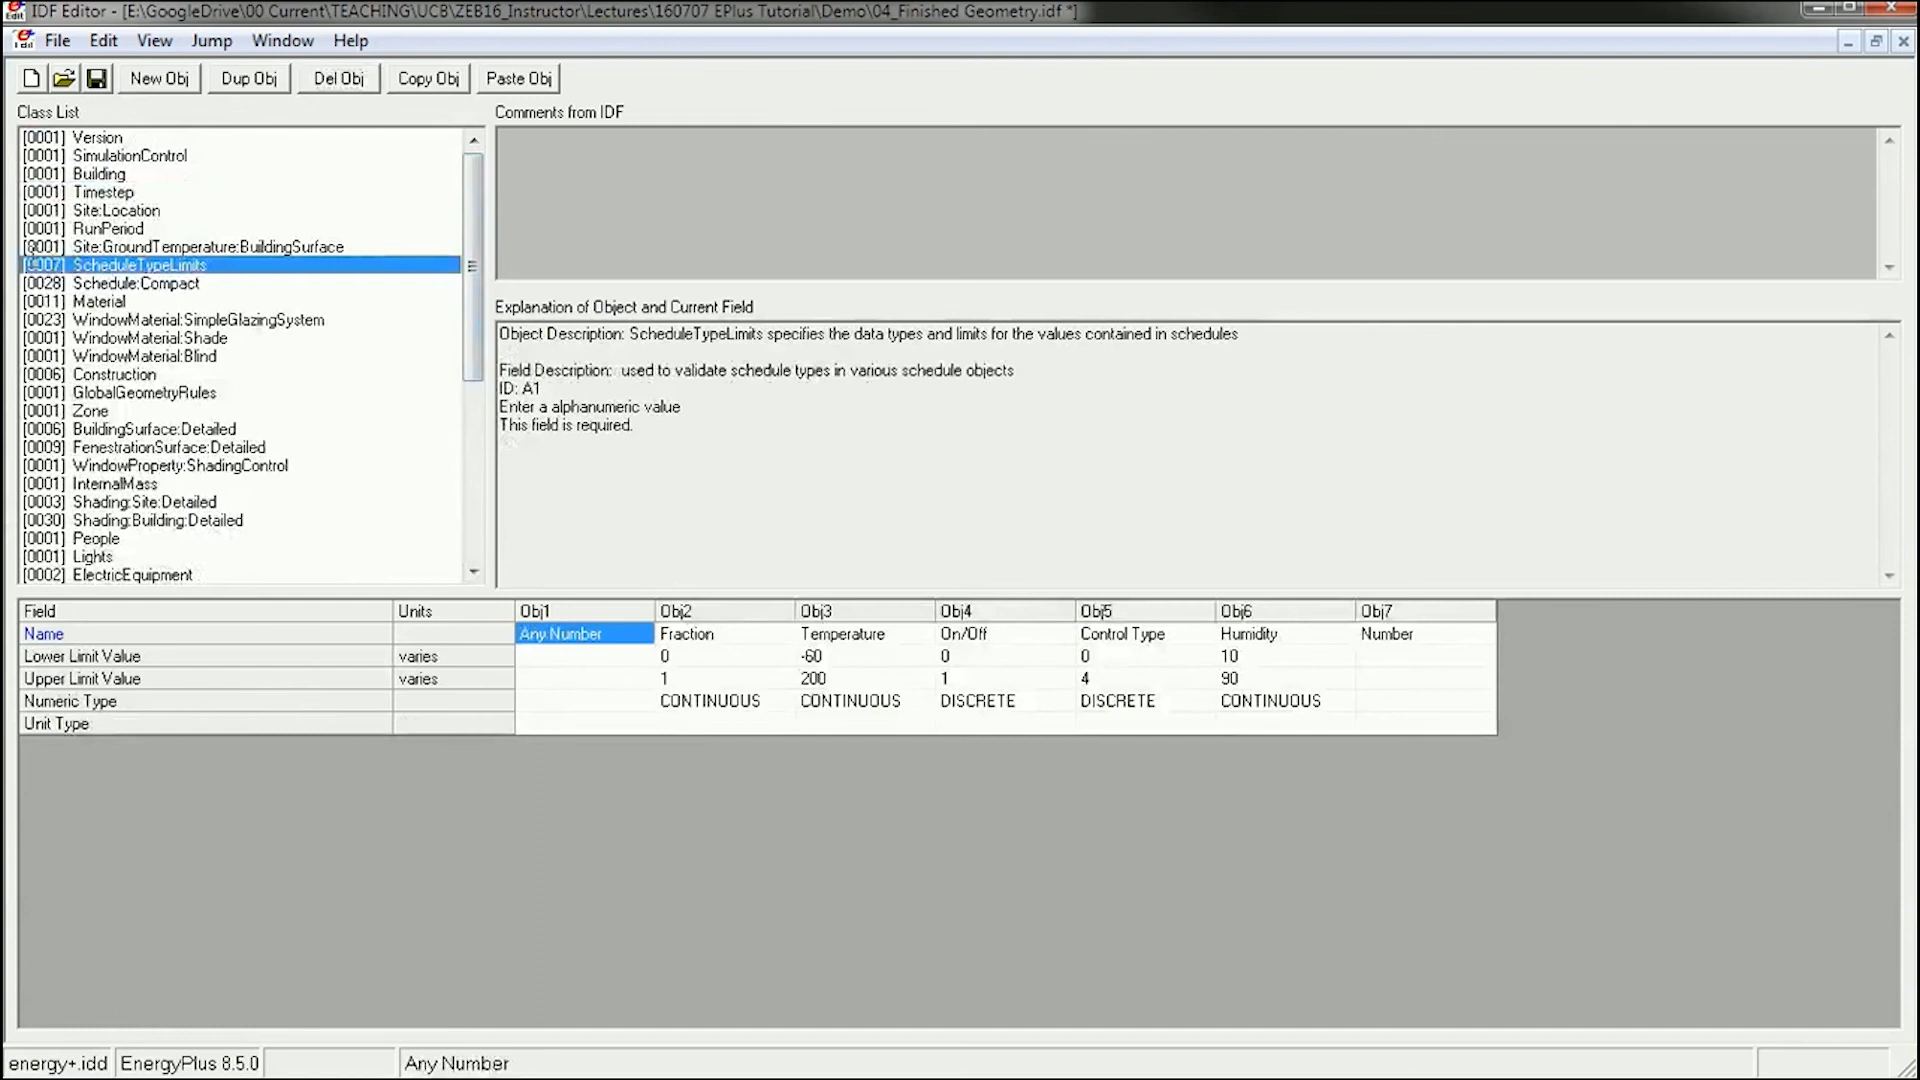 IDF Editor - [E:\GoogleDrive\00 Current\TEACHING\UCB\ZEB16_Instructor\Lectures\160707 EPlus Tutorial\Demo\04_Finished Geometry.idf *]
File Edit View Jump Window Help
New Obj Dup Obj Del Obj Copy Obj Paste Obj
Class List
[0001] Version
[0001] SimulationControl
[0001] Building
[0001] Timestep
[0001] Site:Location
[0001] RunPeriod
[0001] Site:GroundTemperature:BuildingSurface
[0007] ScheduleTypeLimits
[0028] Schedule:Compact
[0011] Material
[0023] WindowMaterial:SimpleGlazingSystem
[0001] WindowMaterial:Shade
[0001] WindowMaterial:Blind
[0006] Construction
[0001] GlobalGeometryRules
[0001] Zone
[0006] BuildingSurface:Detailed
[0009] FenestrationSurface:Detailed
[0001] WindowProperty:ShadingControl
[0001] InternalMass
[0003] Shading:Site:Detailed
[0030] Shading:Building:Detailed
[0001] People
[0001] Lights
[0002] ElectricEquipment
Comments from IDF
Explanation of Object and Current Field
Object Description: ScheduleTypeLimits specifies the data types and limits for the values contained in schedules
Field Description: used to validate schedule types in various schedule objects
ID: A1
Enter a alphanumeric value
This field is required.
Field Units Obj1 Obj2 Obj3 Obj4 Obj5 Obj6 Obj7
Name Any Number Fraction Temperature On/Off Control Type Humidity Number
Lower Limit Value varies 0 -60 0 0 10
Upper Limit Value varies 1 200 1 4 90
Numeric Type CONTINUOUS CONTINUOUS DISCRETE DISCRETE CONTINUOUS
Unit Type
energy+.idd EnergyPlus 8.5.0 Any Number